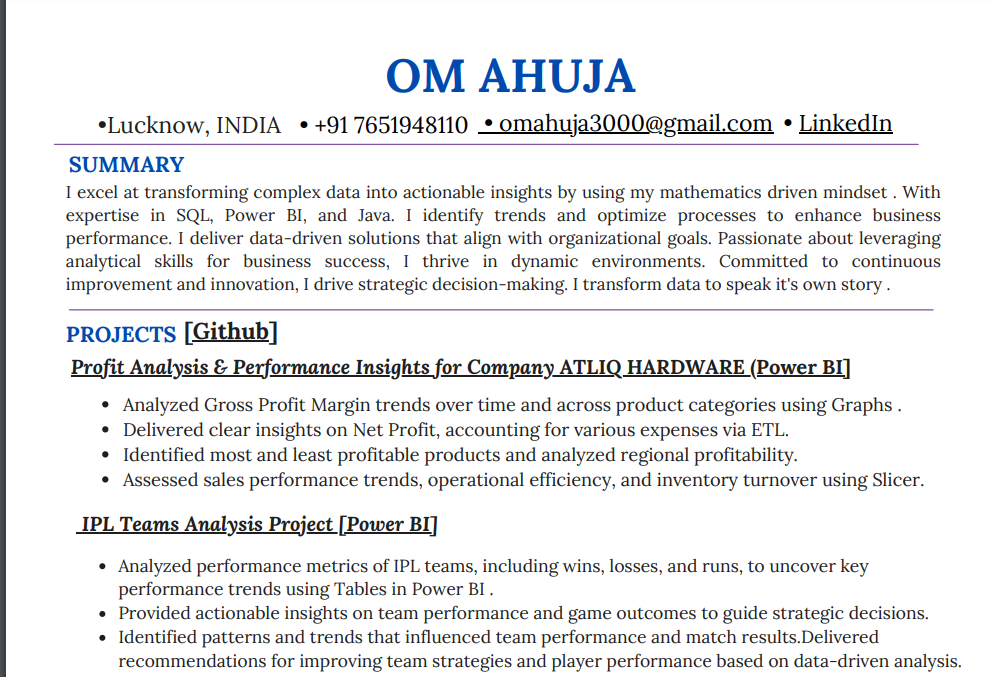 OM AHUJA
•Lucknow, INDIA • +91 7651948110 • omahuja3000@gmail.com • LinkedIn
SUMMARY
I excel at transforming complex data into actionable insights by using my mathematics driven mindset . With
expertise in SQL, Power BI, and Java. I identify trends and optimize processes to enhance business
performance. I deliver data-driven solutions that align with organizational goals. Passionate about leveraging
analytical skills for business success, I thrive in dynamic environments. Committed to continuous
improvement and innovation, I drive strategic decision-making. I transform data to speak it's own story .
PROJECTS [Github]
Profit Analysis & Performance Insights for Company ATLIQ HARDWARE (Power BI]
• Analyzed Gross Profit Margin trends over time and across product categories using Graphs .
• Delivered clear insights on Net Profit, accounting for various expenses via ETL.
• Identified most and least profitable products and analyzed regional profitability.
• Assessed sales performance trends, operational efficiency, and inventory turnover using Slicer.
IPL Teams Analysis Project [Power BI]
• Analyzed performance metrics of IPL teams, including wins, losses, and runs, to uncover key
performance trends using Tables in Power BI .
• Provided actionable insights on team performance and game outcomes to guide strategic decisions.
• Identified patterns and trends that influenced team performance and match results.Delivered
recommendations for improving team strategies and player performance based on data-driven analysis.